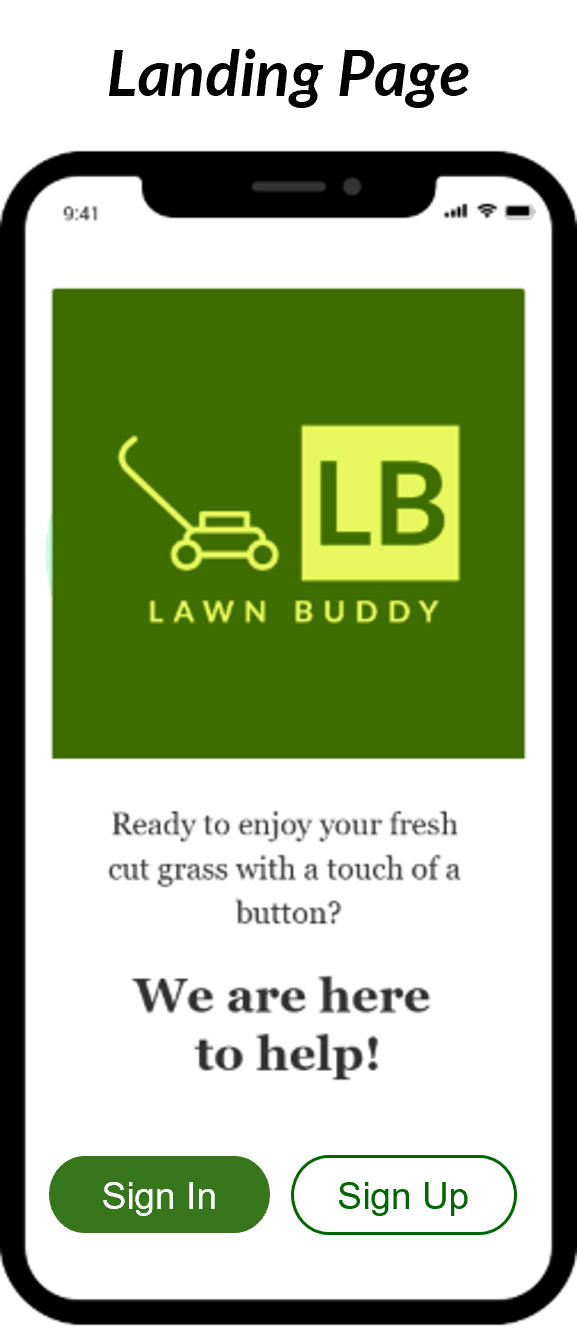 Landing Page
9:41
LB
LAWN BUDDY
Ready to enjoy your fresh
cut grass with a touch of a
button?
We are here
to help!
Sign In
Sign Up